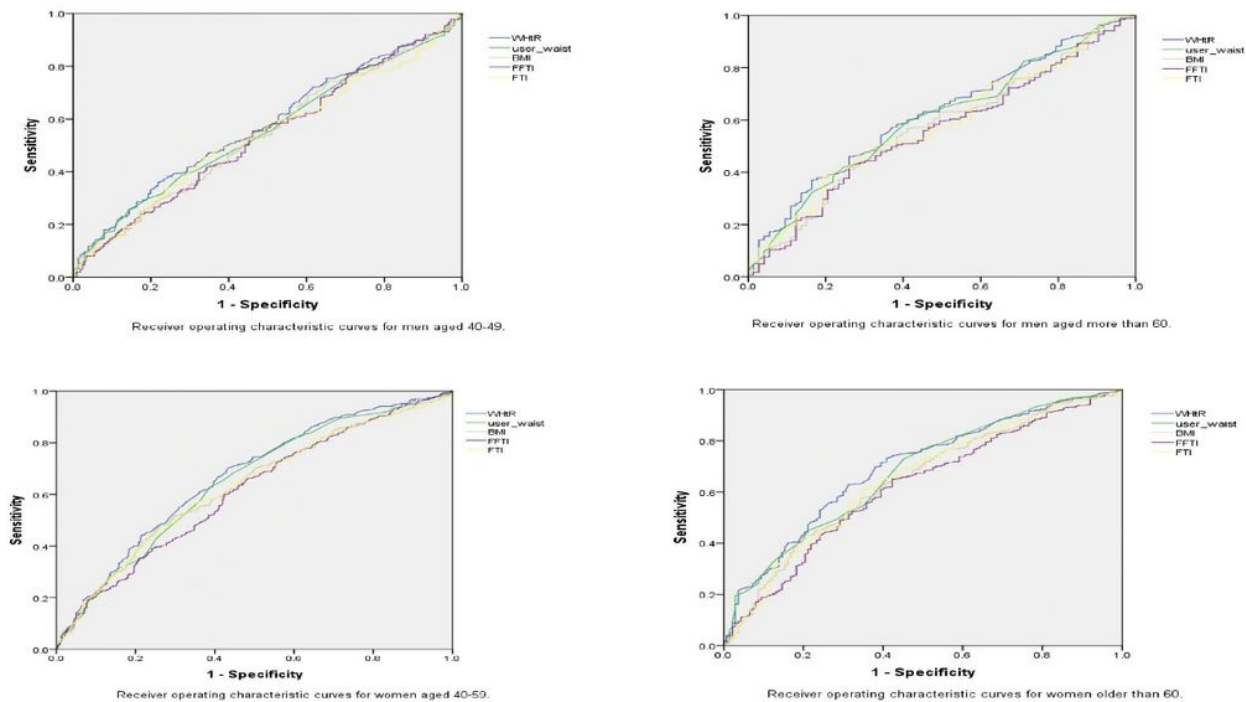 1.0
0.8
0.6
0.4
0.2
0.0
Sensitivity
0.0 0.2 0.4 0.6 0.8 1.0
1 - Specificity
WHtR
user_waist
BMI
FFTI
FTI
Receiver operating characteristic curves for men aged 40-49.
1.0
0.8
0.6
0.4
0.2
0.0
Sensitivity
0.0 0.2 0.4 0.6 0.8 1.0
1 - Specificity
WHtR
user_waist
BMI
FFTI
FTI
Receiver operating characteristic curves for men aged more than 60.
1.0
0.8
0.6
0.4
0.2
0.0
Sensitivity
0.0 0.2 0.4 0.6 0.8 1.0
1 - Specificity
WHtR
user_waist
BMI
FFTI
FTI
Receiver operating characteristic curves for women aged 40-59.
1.0
0.8
0.6
0.4
0.2
0.0
Sensitivity
0.0 0.2 0.4 0.6 0.8 1.0
1 - Specificity
WHtR
user_waist
BMI
FFTI
FTI
Receiver operating characteristic curves for women older than 60.